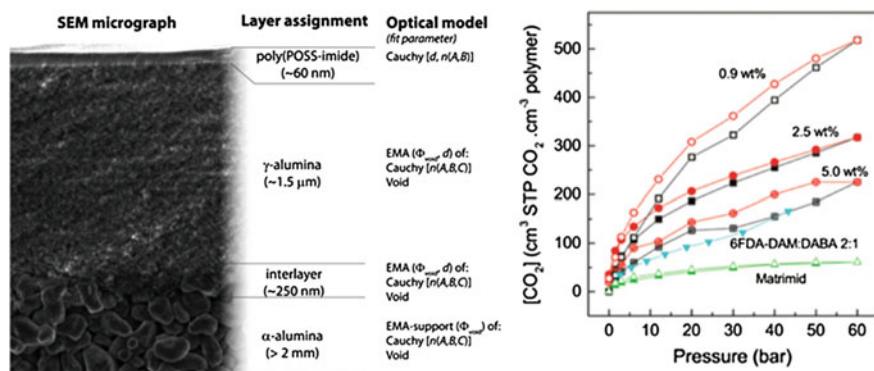 SEM micrograph
Layer assignment
Optical model
(fit parameter)
poly(POSS-imide)
(~60 nm)
Cauchy [d, n(A,B)]
γ-alumina
(~1.5 μm)
EMA (Φvoid, d) of:
Cauchy [n(A,B,C)]
Void
interlayer
(~250 nm)
EMA (Φvoid, d) of:
Cauchy [n(A,B,C)]
Void
α-alumina
(> 2 mm)
EMA-support (Φvoid) of:
Cauchy [n(A,B,C)]
Void
[CO2] (cm3 STP CO2 .cm-3 polymer)
500
400
300
200
100
0
0.9 wt%
2.5 wt%
5.0 wt%
6FDA-DAM:DABA 2:1
Matrimid
0 10 20 30 40 50 60
Pressure (bar)